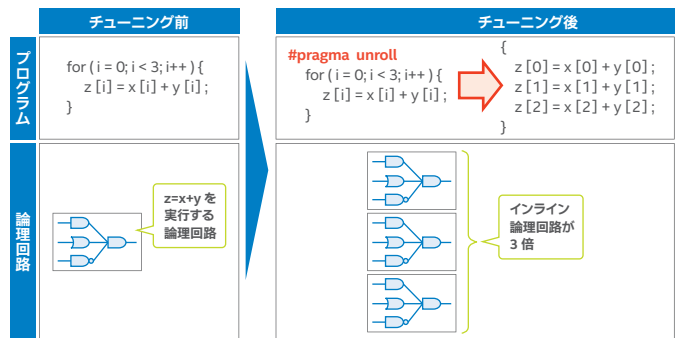 チューニング前
チューニング後
プログラム
for ( i = 0; i < 3; i++ ) {
z [i] = x [i] + y [i] ;
}
#pragma unroll
for ( i = 0; i < 3; i++ ) {
z [i] = x [i] + y [i] ;
}
{
z [0] = x [0] + y [0] ;
z [1] = x [1] + y [1] ;
z [2] = x [2] + y [2] ;
}
論理回路
z=x+y を
実行する
論理回路
インライン
論理回路が
3 倍